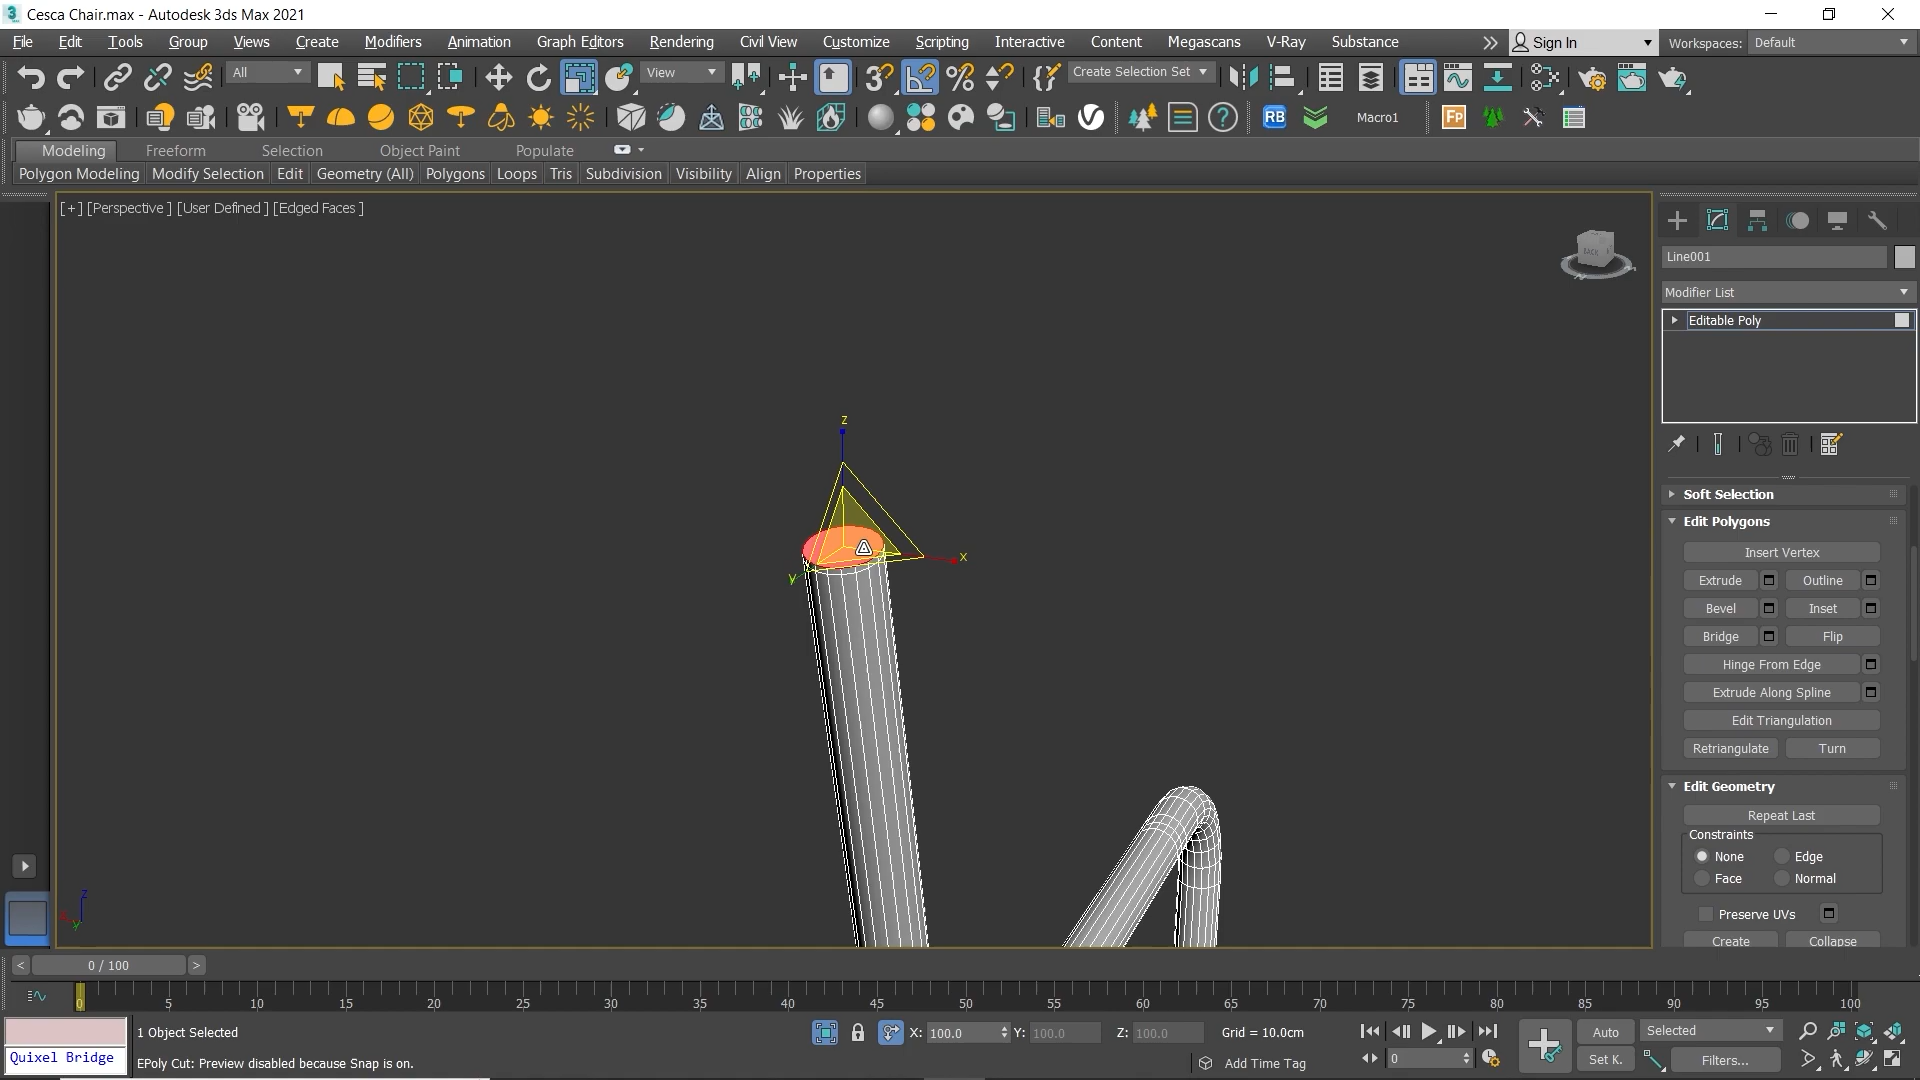 Cesca Chair.max - Autodesk 3ds Max 2021
File Edit Tools Group Views Create Modifiers Animation Graph Editors Rendering Civil View Customize Scripting Interactive Content Megascans V-Ray Substance Sign In Workspaces: Default
All View Create Selection Set
RB Macro1 FP
Modeling Freeform Selection Object Paint Populate
Polygon Modeling Modify Selection Edit Geometry (All) Polygons Loops Tris Subdivision Visibility Align Properties
[+] [Perspective ] [User Defined ] [Edged Faces ]
BACK
Line001
Modifier List
Editable Poly
z
x
y
Soft Selection
Edit Polygons
Insert Vertex
Extrude Outline
Bevel Inset
Bridge Flip
Hinge From Edge
Extrude Along Spline
Edit Triangulation
Retriangulate Turn
Edit Geometry
Repeat Last
Constraints
None Edge
Face Normal
Preserve UVs
Create Collapse
z
x
y
< 0 / 100 >
0 5 10 15 20 25 30 35 40 45 50 55 60 65 70 75 80 85 90 95 100
1 Object Selected X: 100.0 Y: 100.0 Z: 100.0 Grid = 10.0cm Auto Selected
Quixel Bridge EPoly Cut: Preview disabled because Snap is on. Add Time Tag 0 Set K. Filters...